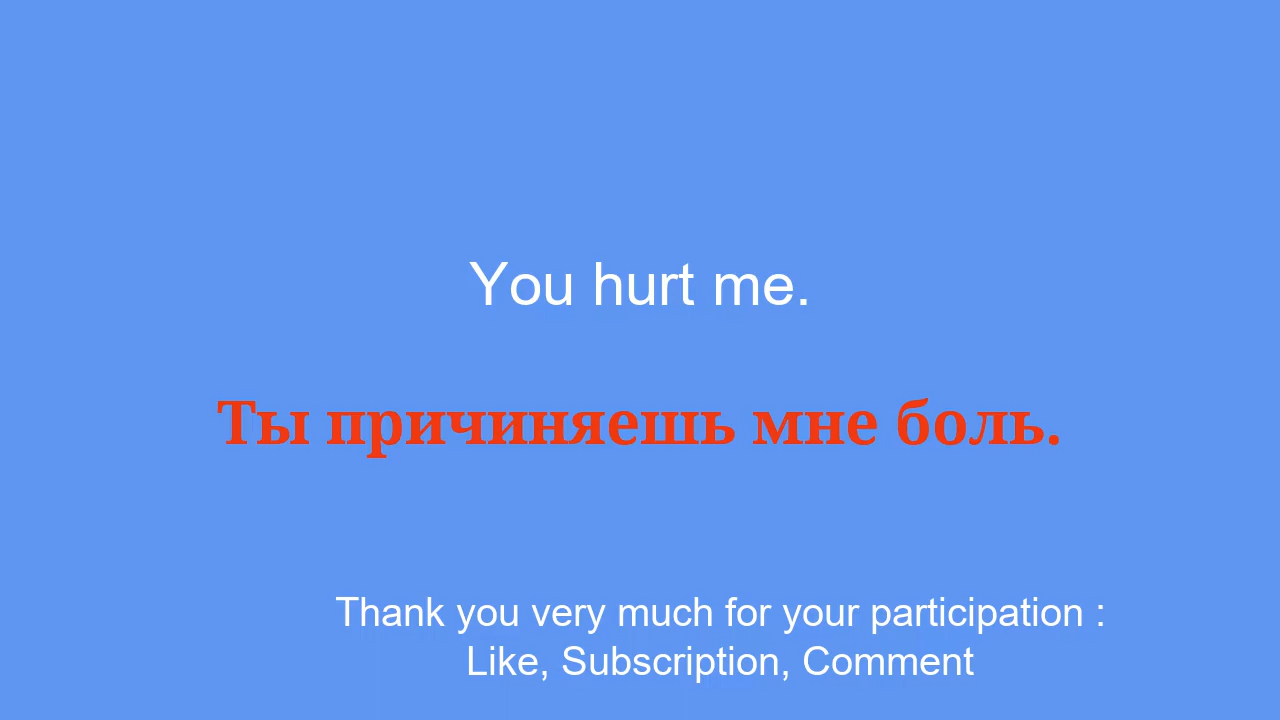 You hurt me.
Ты причиняешь мне боль.
Thank you very much for your participation :
Like, Subscription, Comment